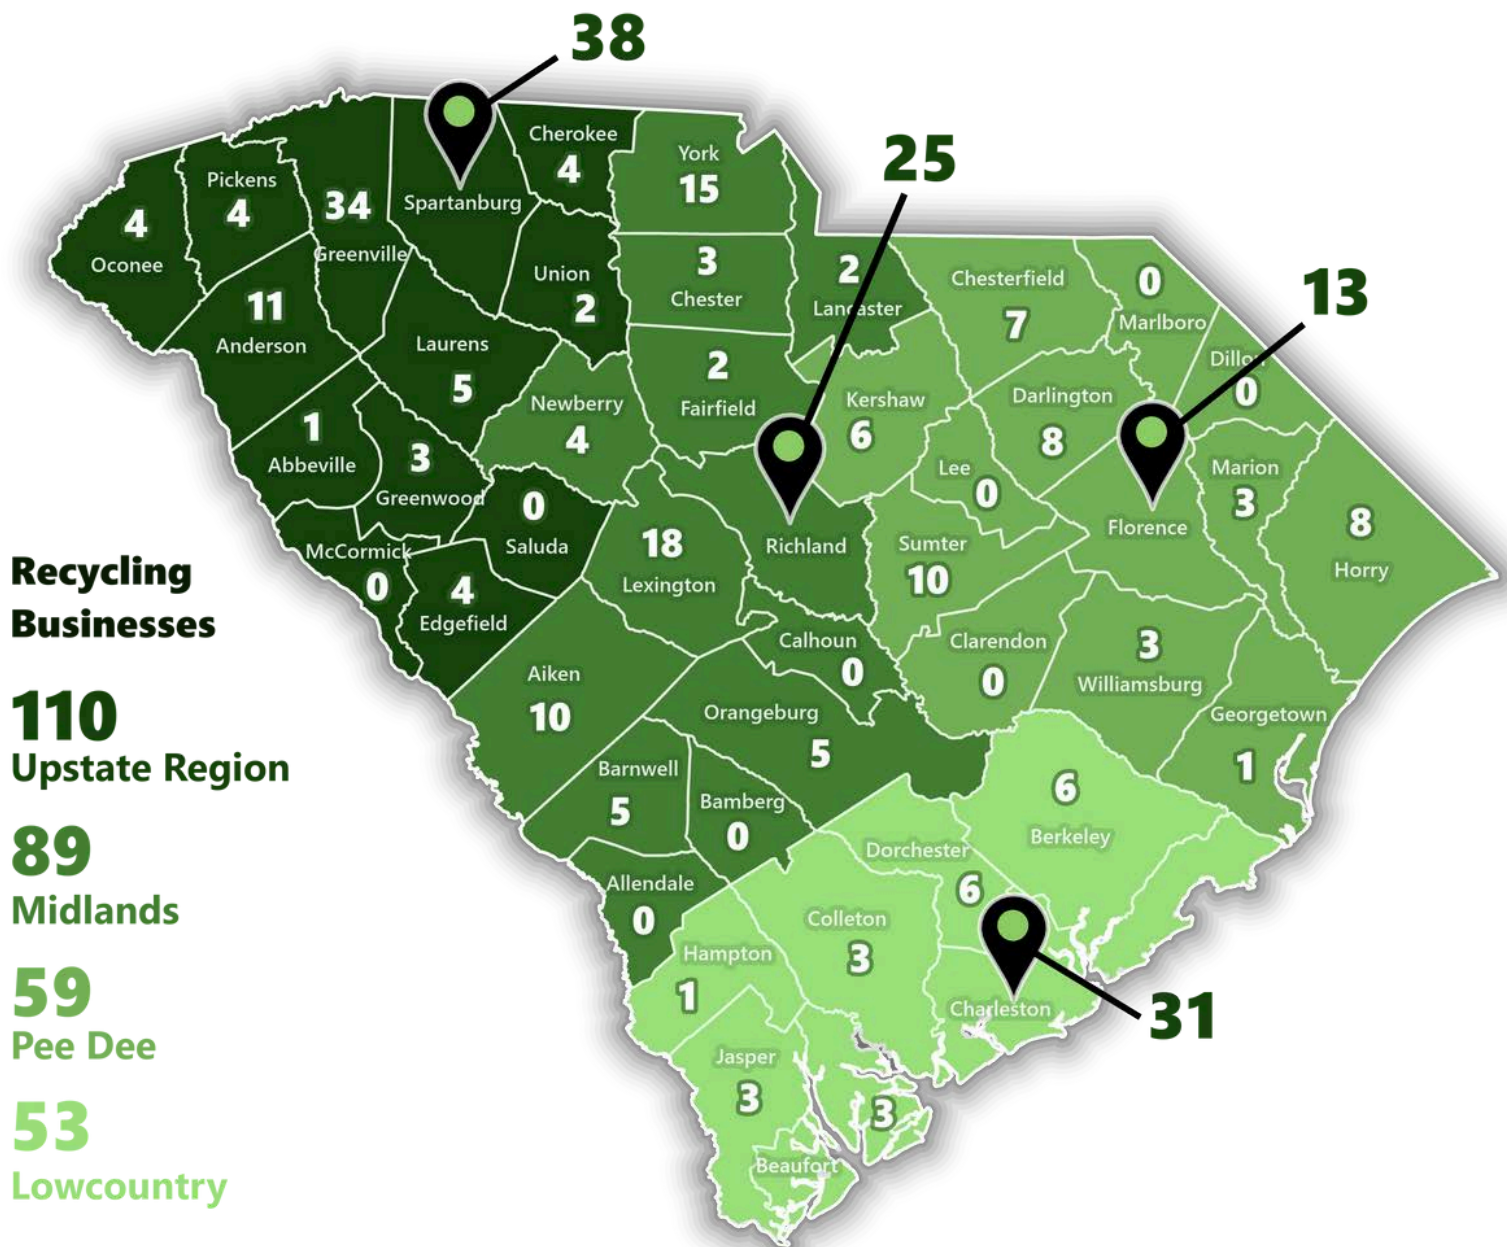 38
Cherokee
4
York
15
25
Pickens
4
34
Greenville
Spartanburg
4
Oconee
Union
2
3
Chester
2
Lancaster
Chesterfield
7
0
Marlboro
13
11
Anderson
Laurens
5
2
Fairfield
Dillon
0
Newberry
4
Kershaw
6
Darlington
8
1
Abbeville
3
Greenwood
Lee
0
Marion
3
0
Saluda
18
Lexington
Richland
Sumter
10
Florence
8
Horry
McCormick
0
4
Edgefield
Calhoun
0
Clarendon
0
3
Williamsburg
Aiken
10
Orangeburg
5
Georgetown
1
Barnwell
5
Bamberg
0
6
Berkeley
Dorchester
6
Allendale
0
Colleton
3
Hampton
1
Charleston
31
Jasper
3
3
Beaufort
Recycling
Businesses
110
Upstate Region
89
Midlands
59
Pee Dee
53
Lowcountry